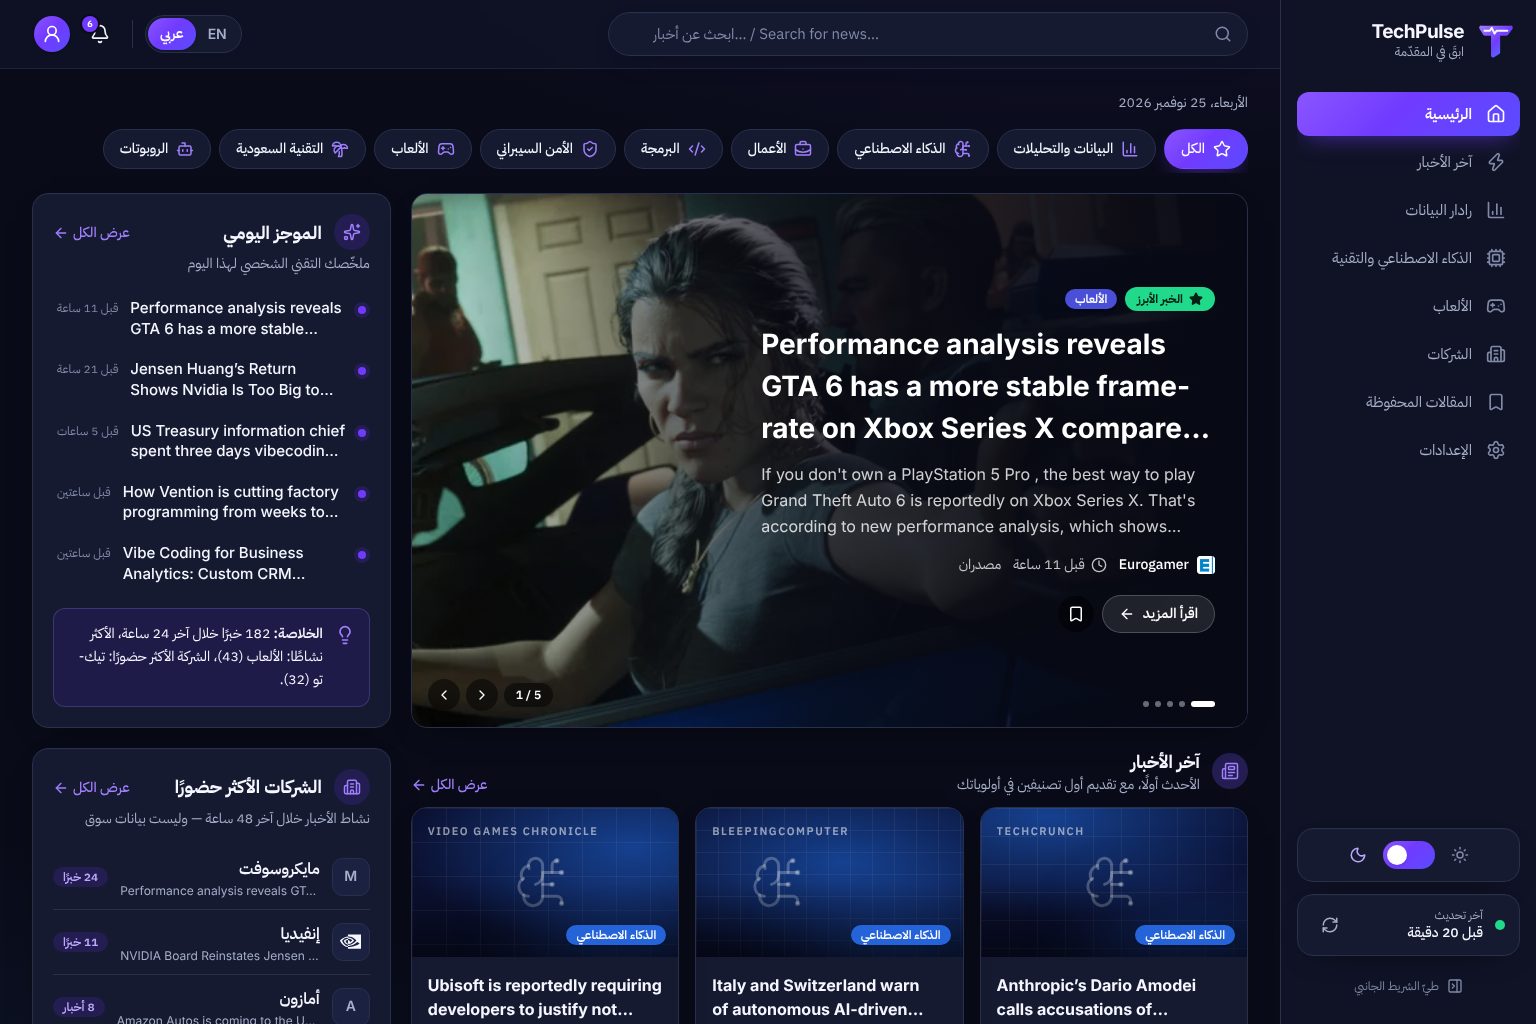 TechPulse
ابقَ في المقدّمة
الرئيسية
آخر الأخبار
رادار البيانات
الذكاء الاصطناعي والتقنية
الألعاب
الشركات
المقالات المحفوظة
الإعدادات
آخر تحديث
قبل 20 دقيقة
طيّ الشريط الجانبي
ابحث عن أخبار... / Search for news...
EN
عربي
6
الأربعاء، 25 نوفمبر 2026
الكل
البيانات والتحليلات
الذكاء الاصطناعي
الأعمال
البرمجة
الأمن السيبراني
الألعاب
التقنية السعودية
الروبوتات
الخبر الأبرز
الألعاب
Performance analysis reveals
GTA 6 has a more stable frame-
rate on Xbox Series X compare...
If you don't own a PlayStation 5 Pro , the best way to play
Grand Theft Auto 6 is reportedly on Xbox Series X. That's
according to new performance analysis, which shows...
Eurogamer
قبل 11 ساعة
مصدران
اقرأ المزيد
1 / 5
الموجز اليومي
عرض الكل
ملخّصك التقني الشخصي لهذا اليوم
Performance analysis reveals
GTA 6 has a more stable...
قبل 11 ساعة
Jensen Huang’s Return
Shows Nvidia Is Too Big to...
قبل 21 ساعة
US Treasury information chief
spent three days vibecodin...
قبل 5 ساعات
How Vention is cutting factory
programming from weeks to...
قبل ساعتين
Vibe Coding for Business
Analytics: Custom CRM...
قبل ساعتين
الخلاصة: 182 خبرًا خلال آخر 24 ساعة، الأكثر
نشاطًا: الألعاب (43)، الشركة الأكثر حضورًا: تيك-
تو (32).
آخر الأخبار
الأحدث أولًا، مع تقديم أول تصنيفين في أولوياتك
عرض الكل
TECHCRUNCH
الذكاء الاصطناعي
Anthropic’s Dario Amodei
calls accusations of...
BLEEPINGCOMPUTER
الذكاء الاصطناعي
Italy and Switzerland warn
of autonomous AI-driven...
VIDEO GAMES CHRONICLE
الذكاء الاصطناعي
Ubisoft is reportedly requiring
developers to justify not...
الشركات الأكثر حضورًا
عرض الكل
نشاط الأخبار خلال آخر 48 ساعة — وليست بيانات سوق
M
مايكروسوفت
Performance analysis reveals GT...
24 خبرًا
إنفيديا
NVIDIA Board Reinstates Jensen ...
11 خبرًا
A
أمازون
Amazon Autos is coming to the U...
8 أخبار